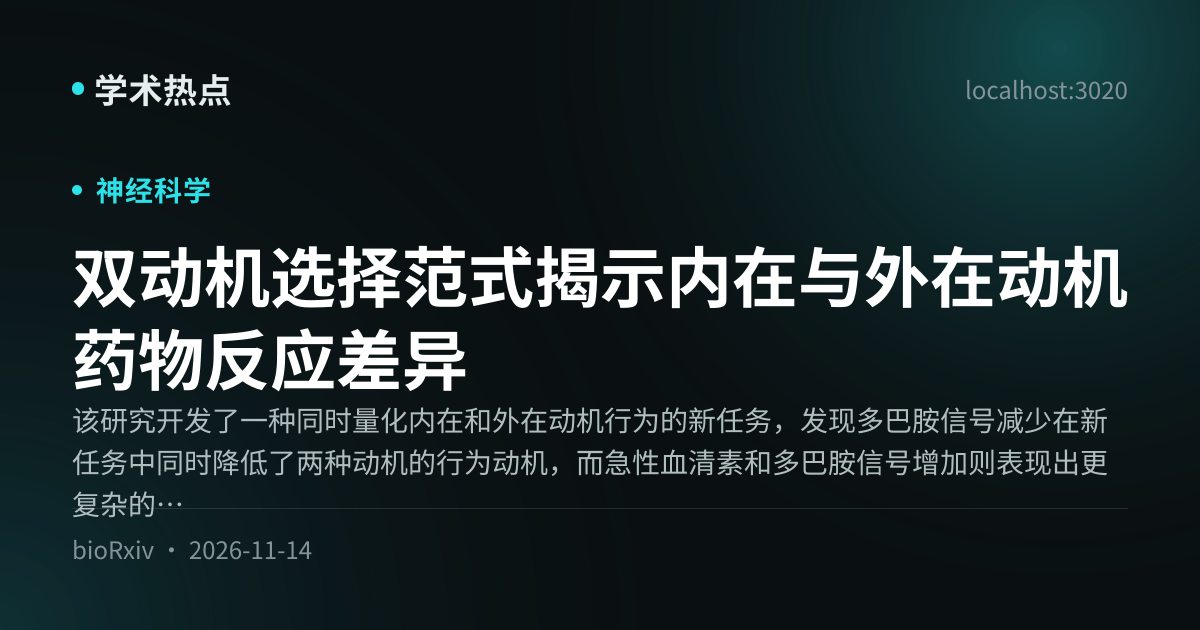 学术热点
localhost:3020
神经科学
双动机选择范式揭示内在与外在动机
药物反应差异
该研究开发了一种同时量化内在和外在动机行为的新任务，发现多巴胺信号减少在新
任务中同时降低了两种动机的行为动机，而急性血清素和多巴胺信号增加则表现出更
复杂的…
bioRxiv • 2026-11-14